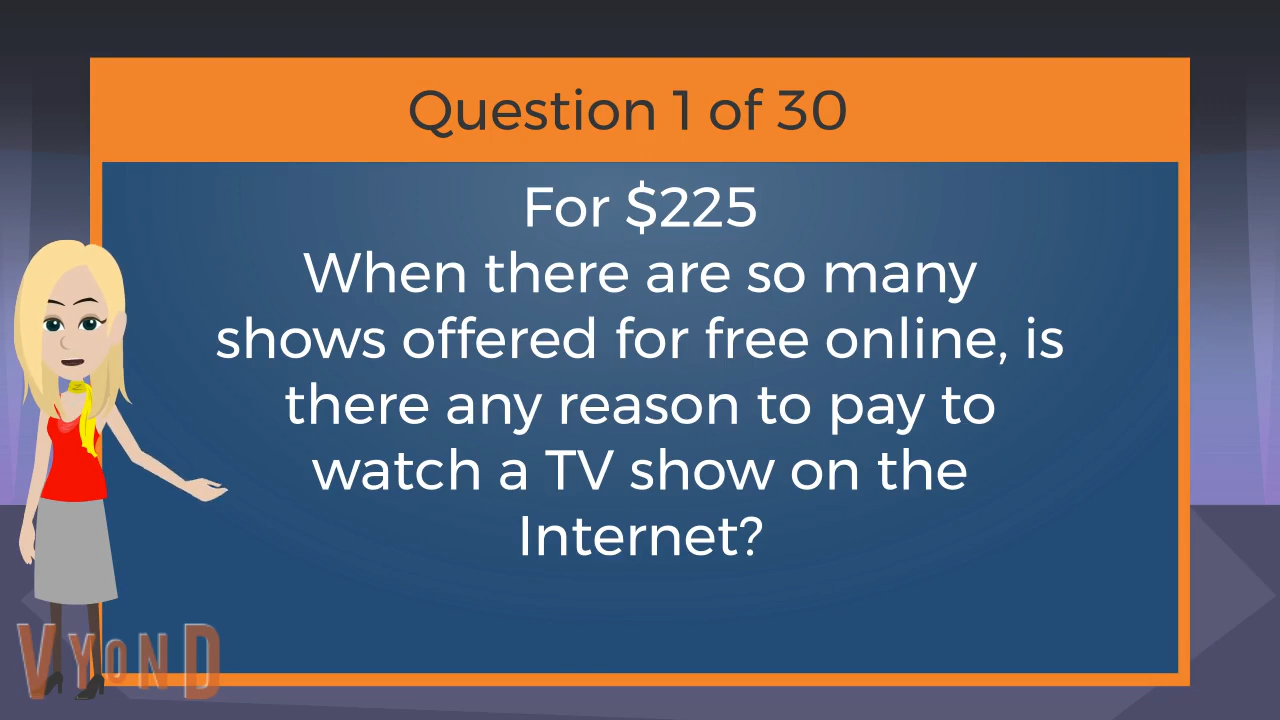 Question 1 of 30
For $225
When there are so many
shows offered for free online, is
there any reason to pay to
watch a TV show on the
Internet?
VYoND